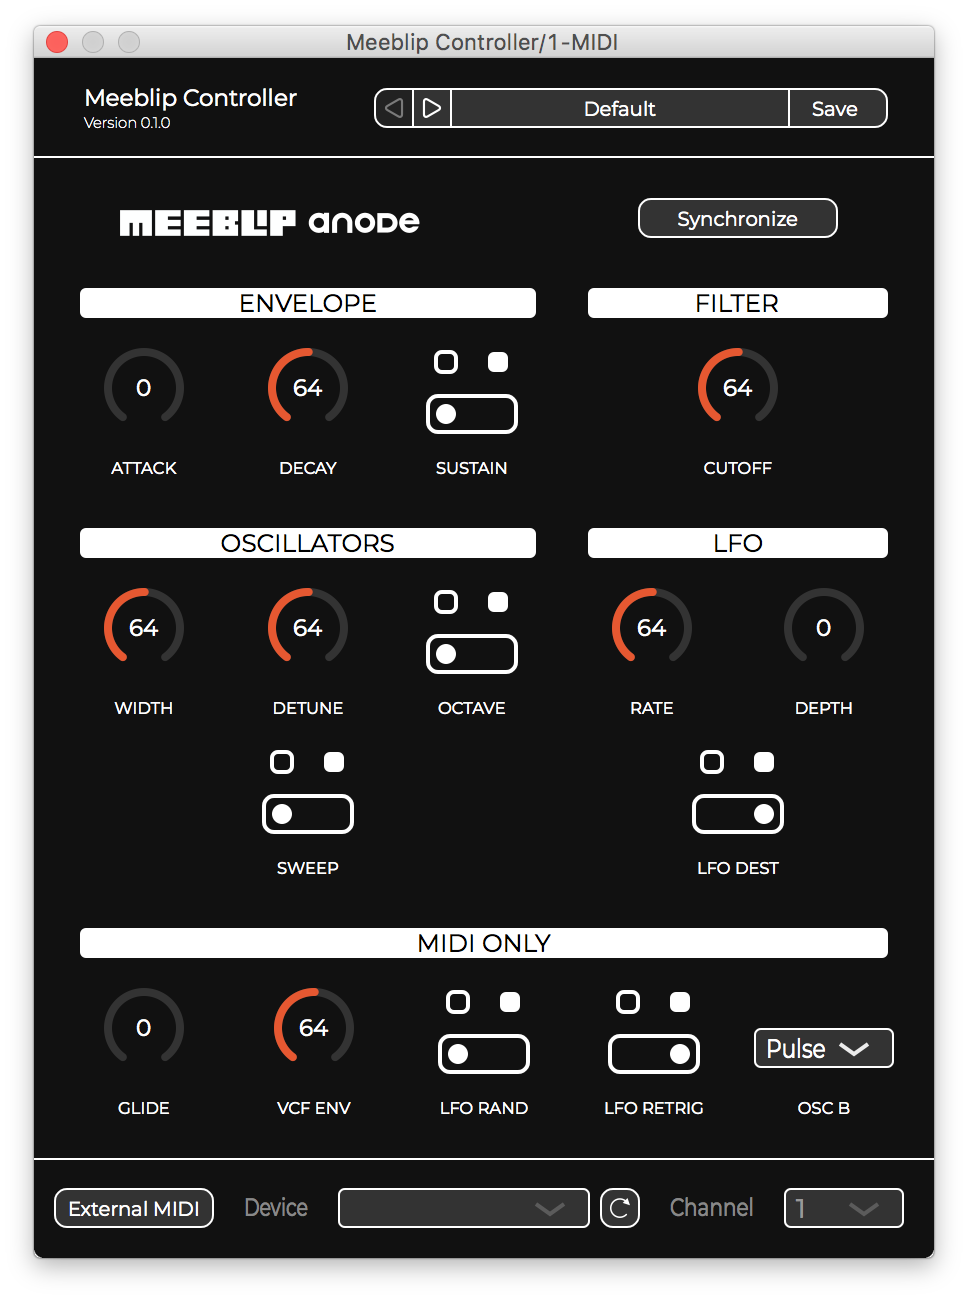 Meeblip Controller/1-MIDI
Meeblip Controller
Version 0.1.0
Default
Save
MEEBLIP anode
Synchronize
ENVELOPE
FILTER
0
64
64
ATTACK
DECAY
SUSTAIN
CUTOFF
OSCILLATORS
LFO
64
64
64
0
WIDTH
DETUNE
OCTAVE
RATE
DEPTH
SWEEP
LFO DEST
MIDI ONLY
0
64
Pulse
GLIDE
VCF ENV
LFO RAND
LFO RETRIG
OSC B
External MIDI
Device
Channel
1